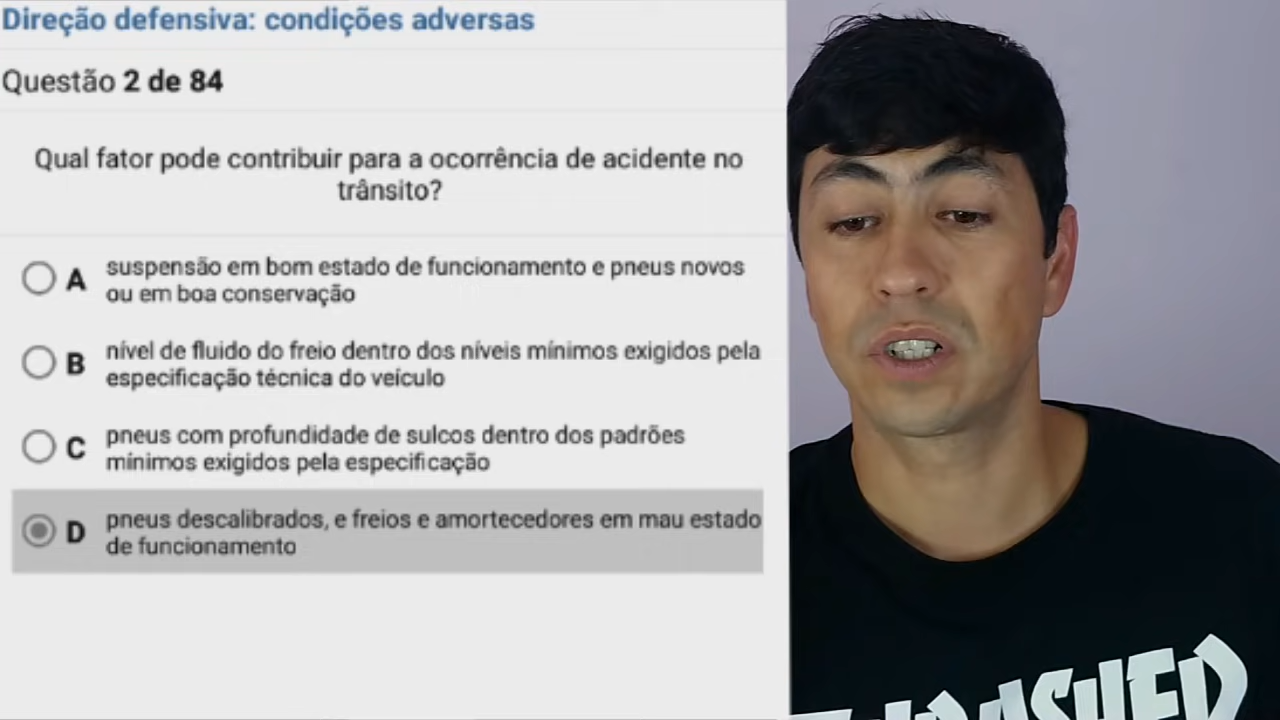 Direção defensiva: condições adversas
Questão 2 de 84
Qual fator pode contribuir para a ocorrência de acidente no
trânsito?
A suspensão em bom estado de funcionamento e pneus novos
ou em boa conservação
B nível de fluido do freio dentro dos níveis mínimos exigidos pela
especificação técnica do veículo
C pneus com profundidade de sulcos dentro dos padrões
mínimos exigidos pela especificação
D pneus descalibrados, e freios e amortecedores em mau estado
de funcionamento